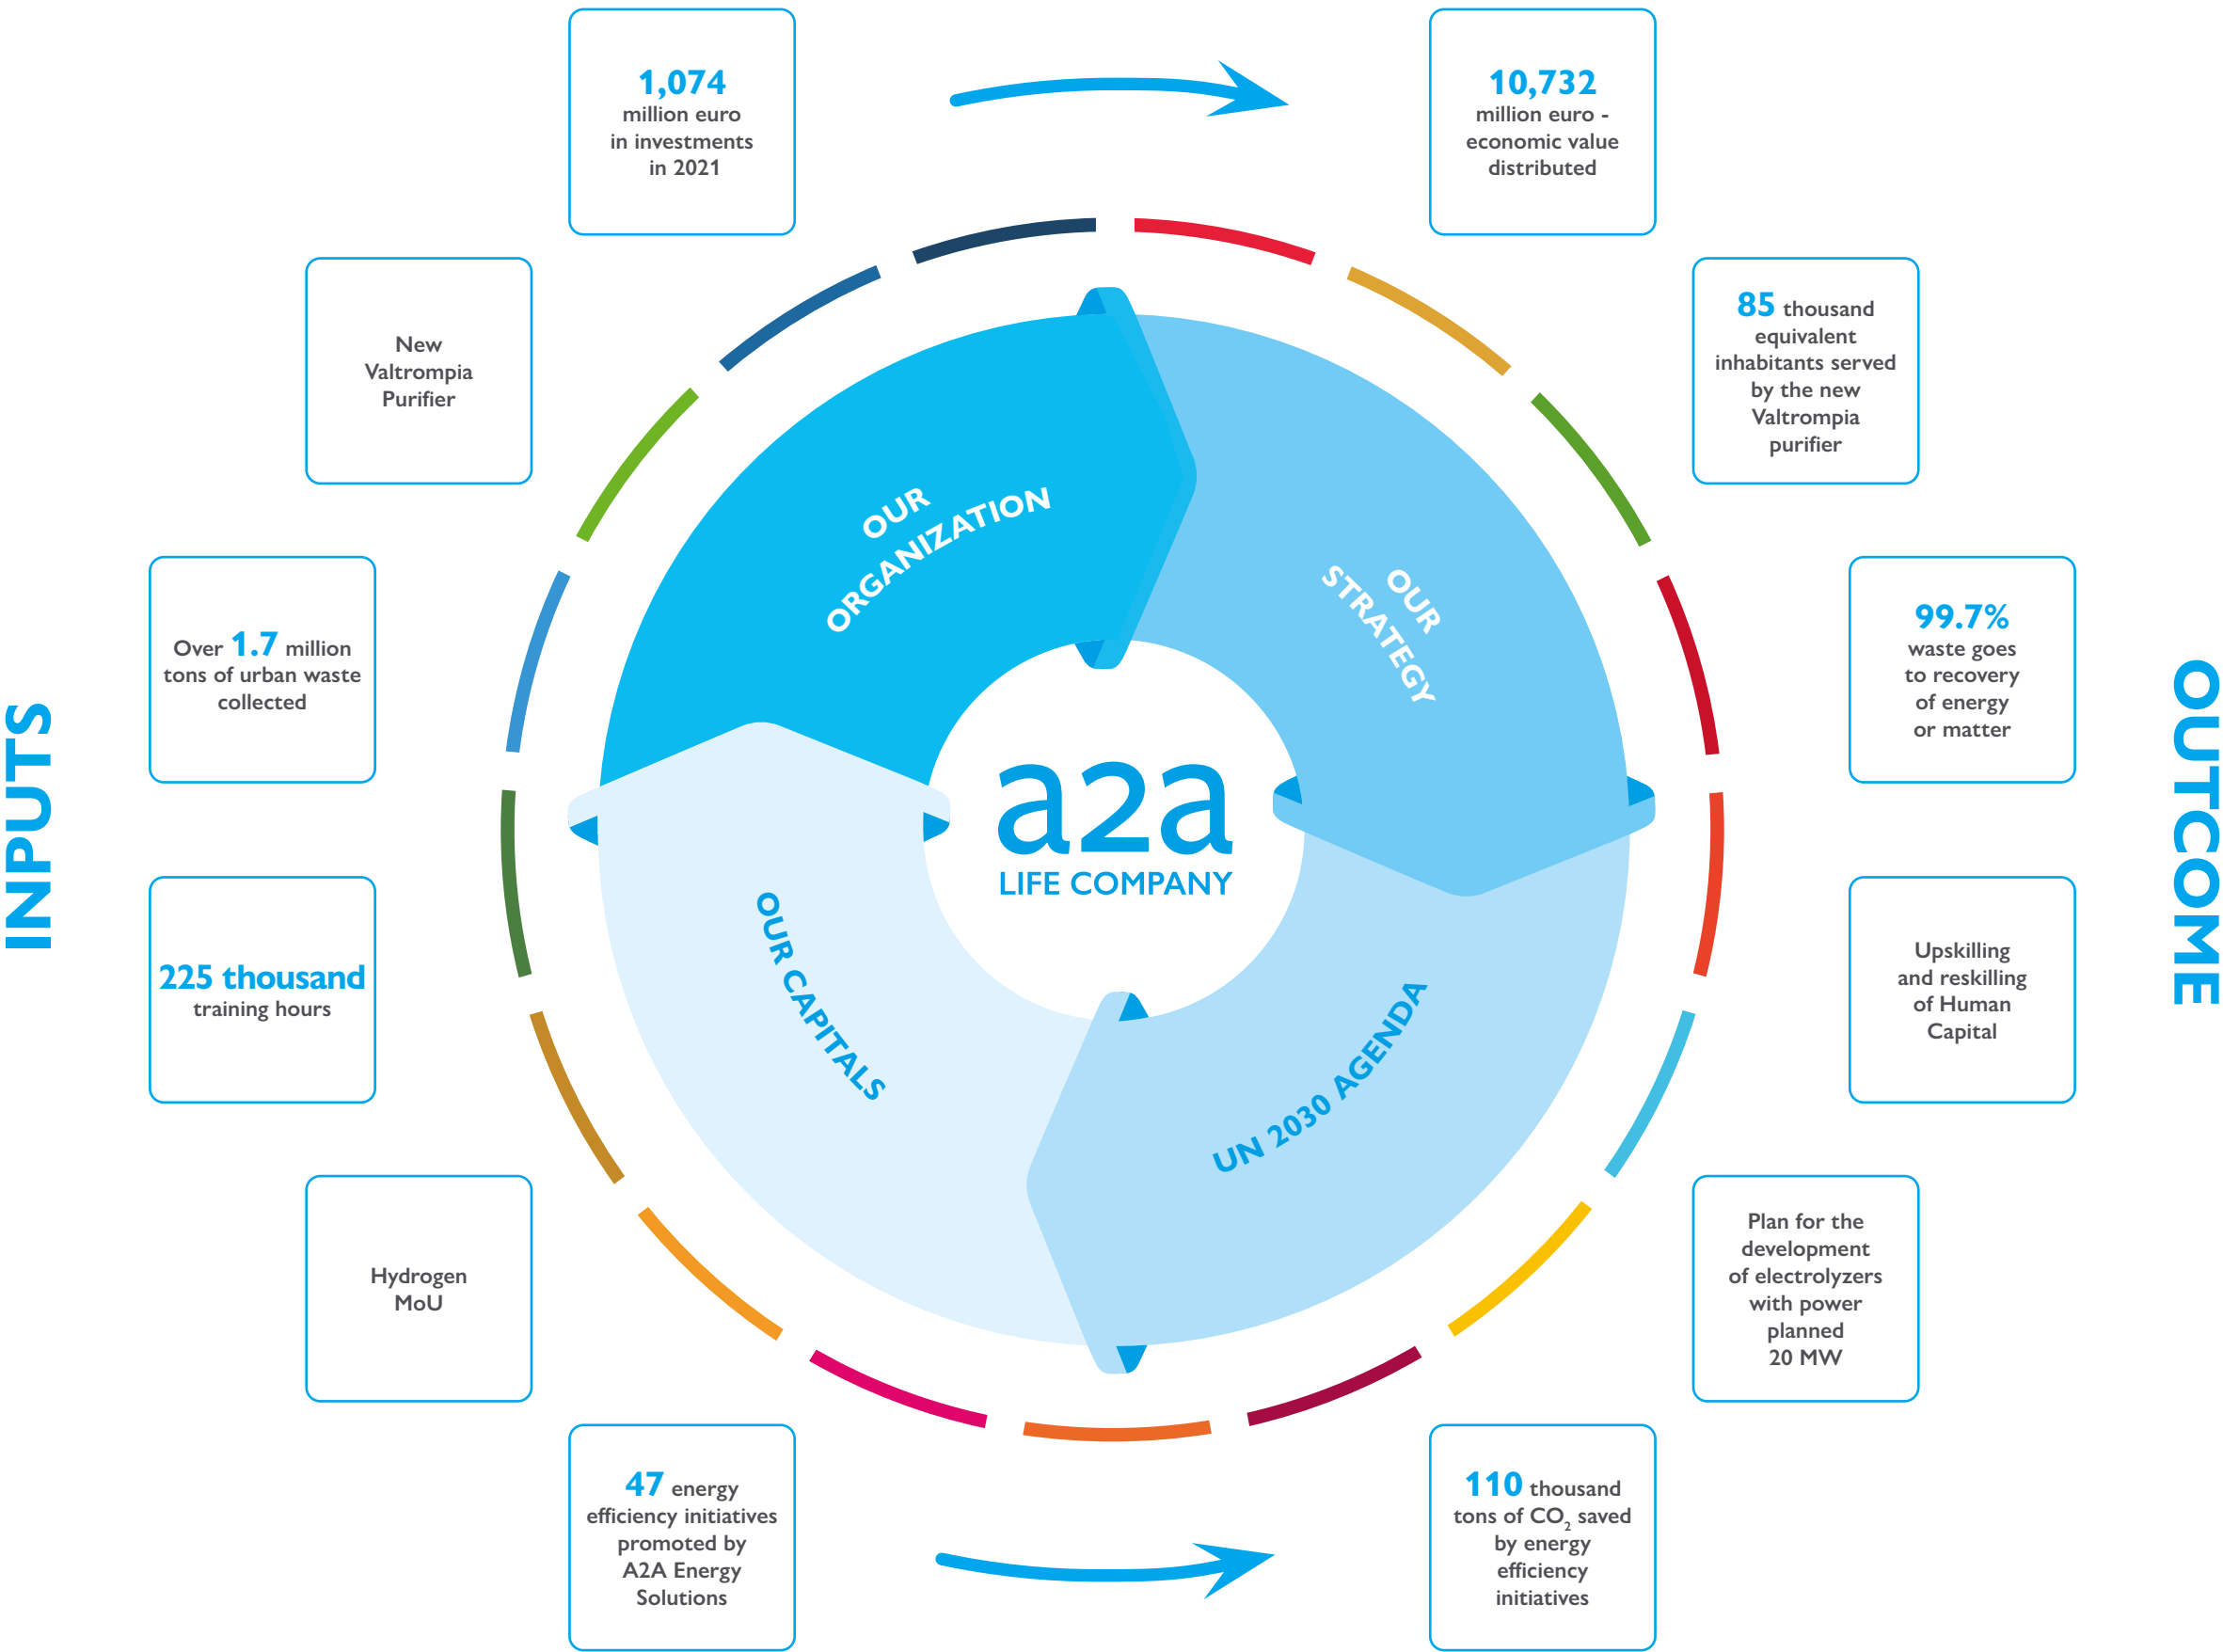 INPUTS
1,074
million euro
in investments
in 2021
New
Valtrompia
Purifier
Over 1.7 million
tons of urban waste
collected
225 thousand
training hours
Hydrogen
MoU
47 energy
efficiency initiatives
promoted by
A2A Energy
Solutions
OUR
ORGANIZATION
OUR
STRATEGY
a2a
LIFE COMPANY
OUR CAPITALS
UN 2030 AGENDA
10,732
million euro -
economic value
distributed
85 thousand
equivalent
inhabitants served
by the new
Valtrompia
purifier
99.7%
waste goes
to recovery
of energy
or matter
Upskilling
and reskilling
of Human
Capital
Plan for the
development
of electrolyzers
with power
planned
20 MW
110 thousand
tons of CO₂ saved
by energy
efficiency
initiatives
OUTCOME